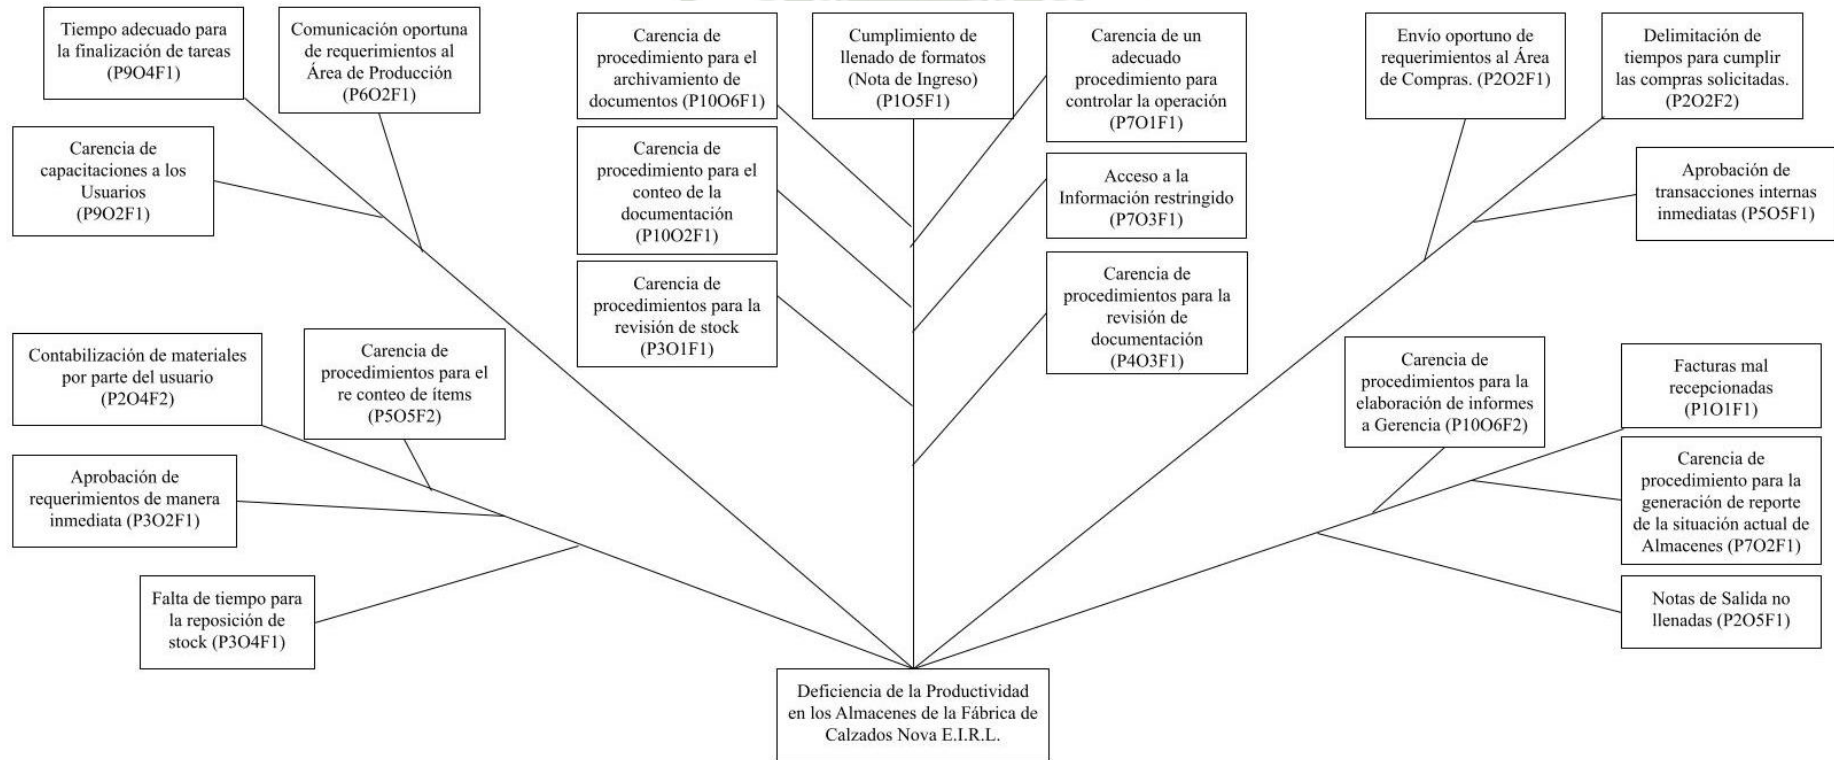 Tiempo adecuado para
la finalización de tareas
(P9O4F1)
Comunicación oportuna
de requerimientos al
Área de Producción
(P6O2F1)
Carencia de
capacitaciones a los
Usuarios
(P9O2F1)
Carencia de
procedimiento para el
archivamiento de
documentos (P10O6F1)
Cumplimiento de
llenado de formatos
(Nota de Ingreso)
(P1O5F1)
Carencia de un
adecuado
procedimiento para
controlar la operación
(P7O1F1)
Carencia de
procedimiento para el
conteo de la
documentación
(P10O2F1)
Acceso a la
Información restringido
(P7O3F1)
Carencia de
procedimientos para la
revisión de stock
(P3O1F1)
Carencia de
procedimientos para la
revisión de
documentación
(P4O3F1)
Envío oportuno de
requerimientos al Área
de Compras. (P2O2F1)
Delimitación de
tiempos para cumplir
las compras solicitadas.
(P2O2F2)
Aprobación de
transacciones internas
inmediatas (P5O5F1)
Contabilización de materiales
por parte del usuario
(P2O4F2)
Carencia de
procedimientos para el
re conteo de ítems
(P5O5F2)
Aprobación de
requerimientos de manera
inmediata (P3O2F1)
Falta de tiempo para
la reposición de
stock (P3O4F1)
Carencia de
procedimientos para la
elaboración de informes
a Gerencia (P10O6F2)
Facturas mal
recepcionadas
(P1O1F1)
Carencia de
procedimiento para la
generación de reporte
de la situación actual de
Almacenes (P7O2F1)
Notas de Salida no
llenadas (P2O5F1)
Deficiencia de la Productividad
en los Almacenes de la Fábrica de
Calzados Nova E.I.R.L.